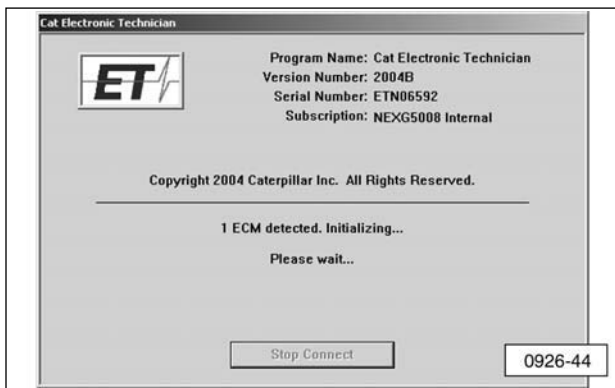 Cat Electronic Technician
ET
Program Name: Cat Electronic Technician
Version Number: 2004B
Serial Number: ETN06592
Subscription: NEXG5008 Internal
Copyright 2004 Caterpillar Inc. All Rights Reserved.
1 ECM detected. Initializing...
Please wait...
Stop Connect
0926-44